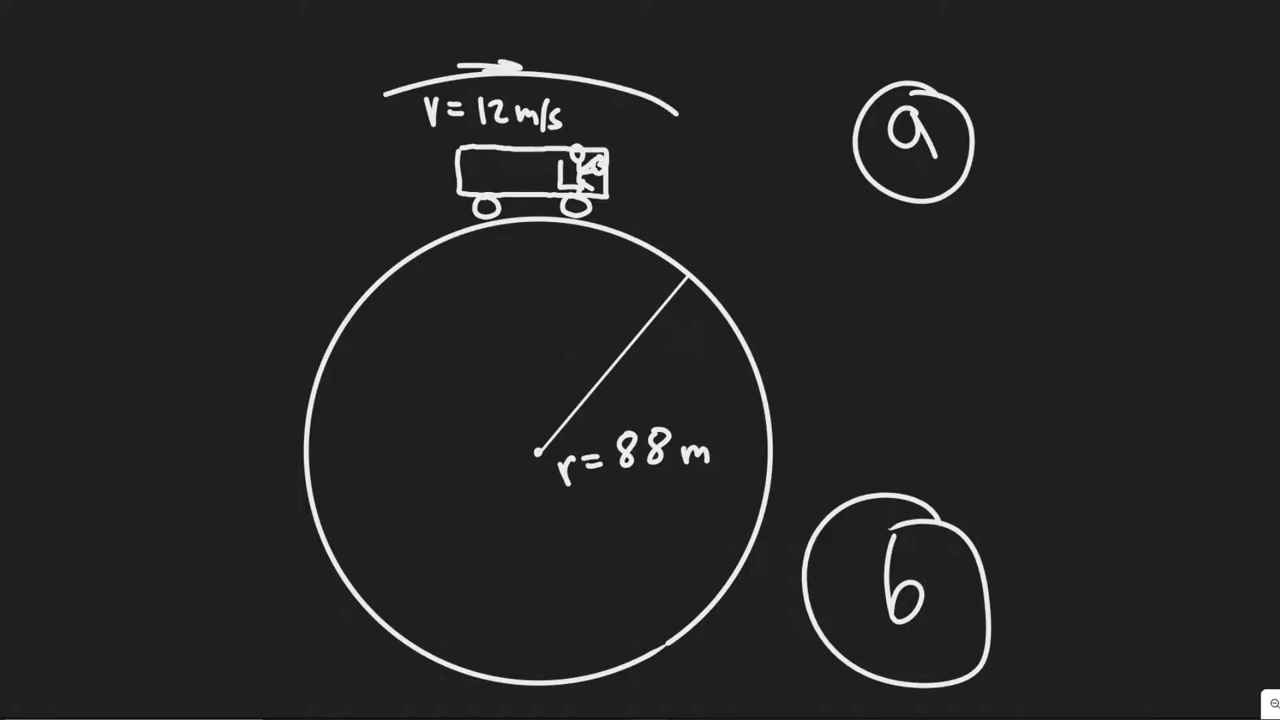 v = 12 m/s
a
r = 88 m
b